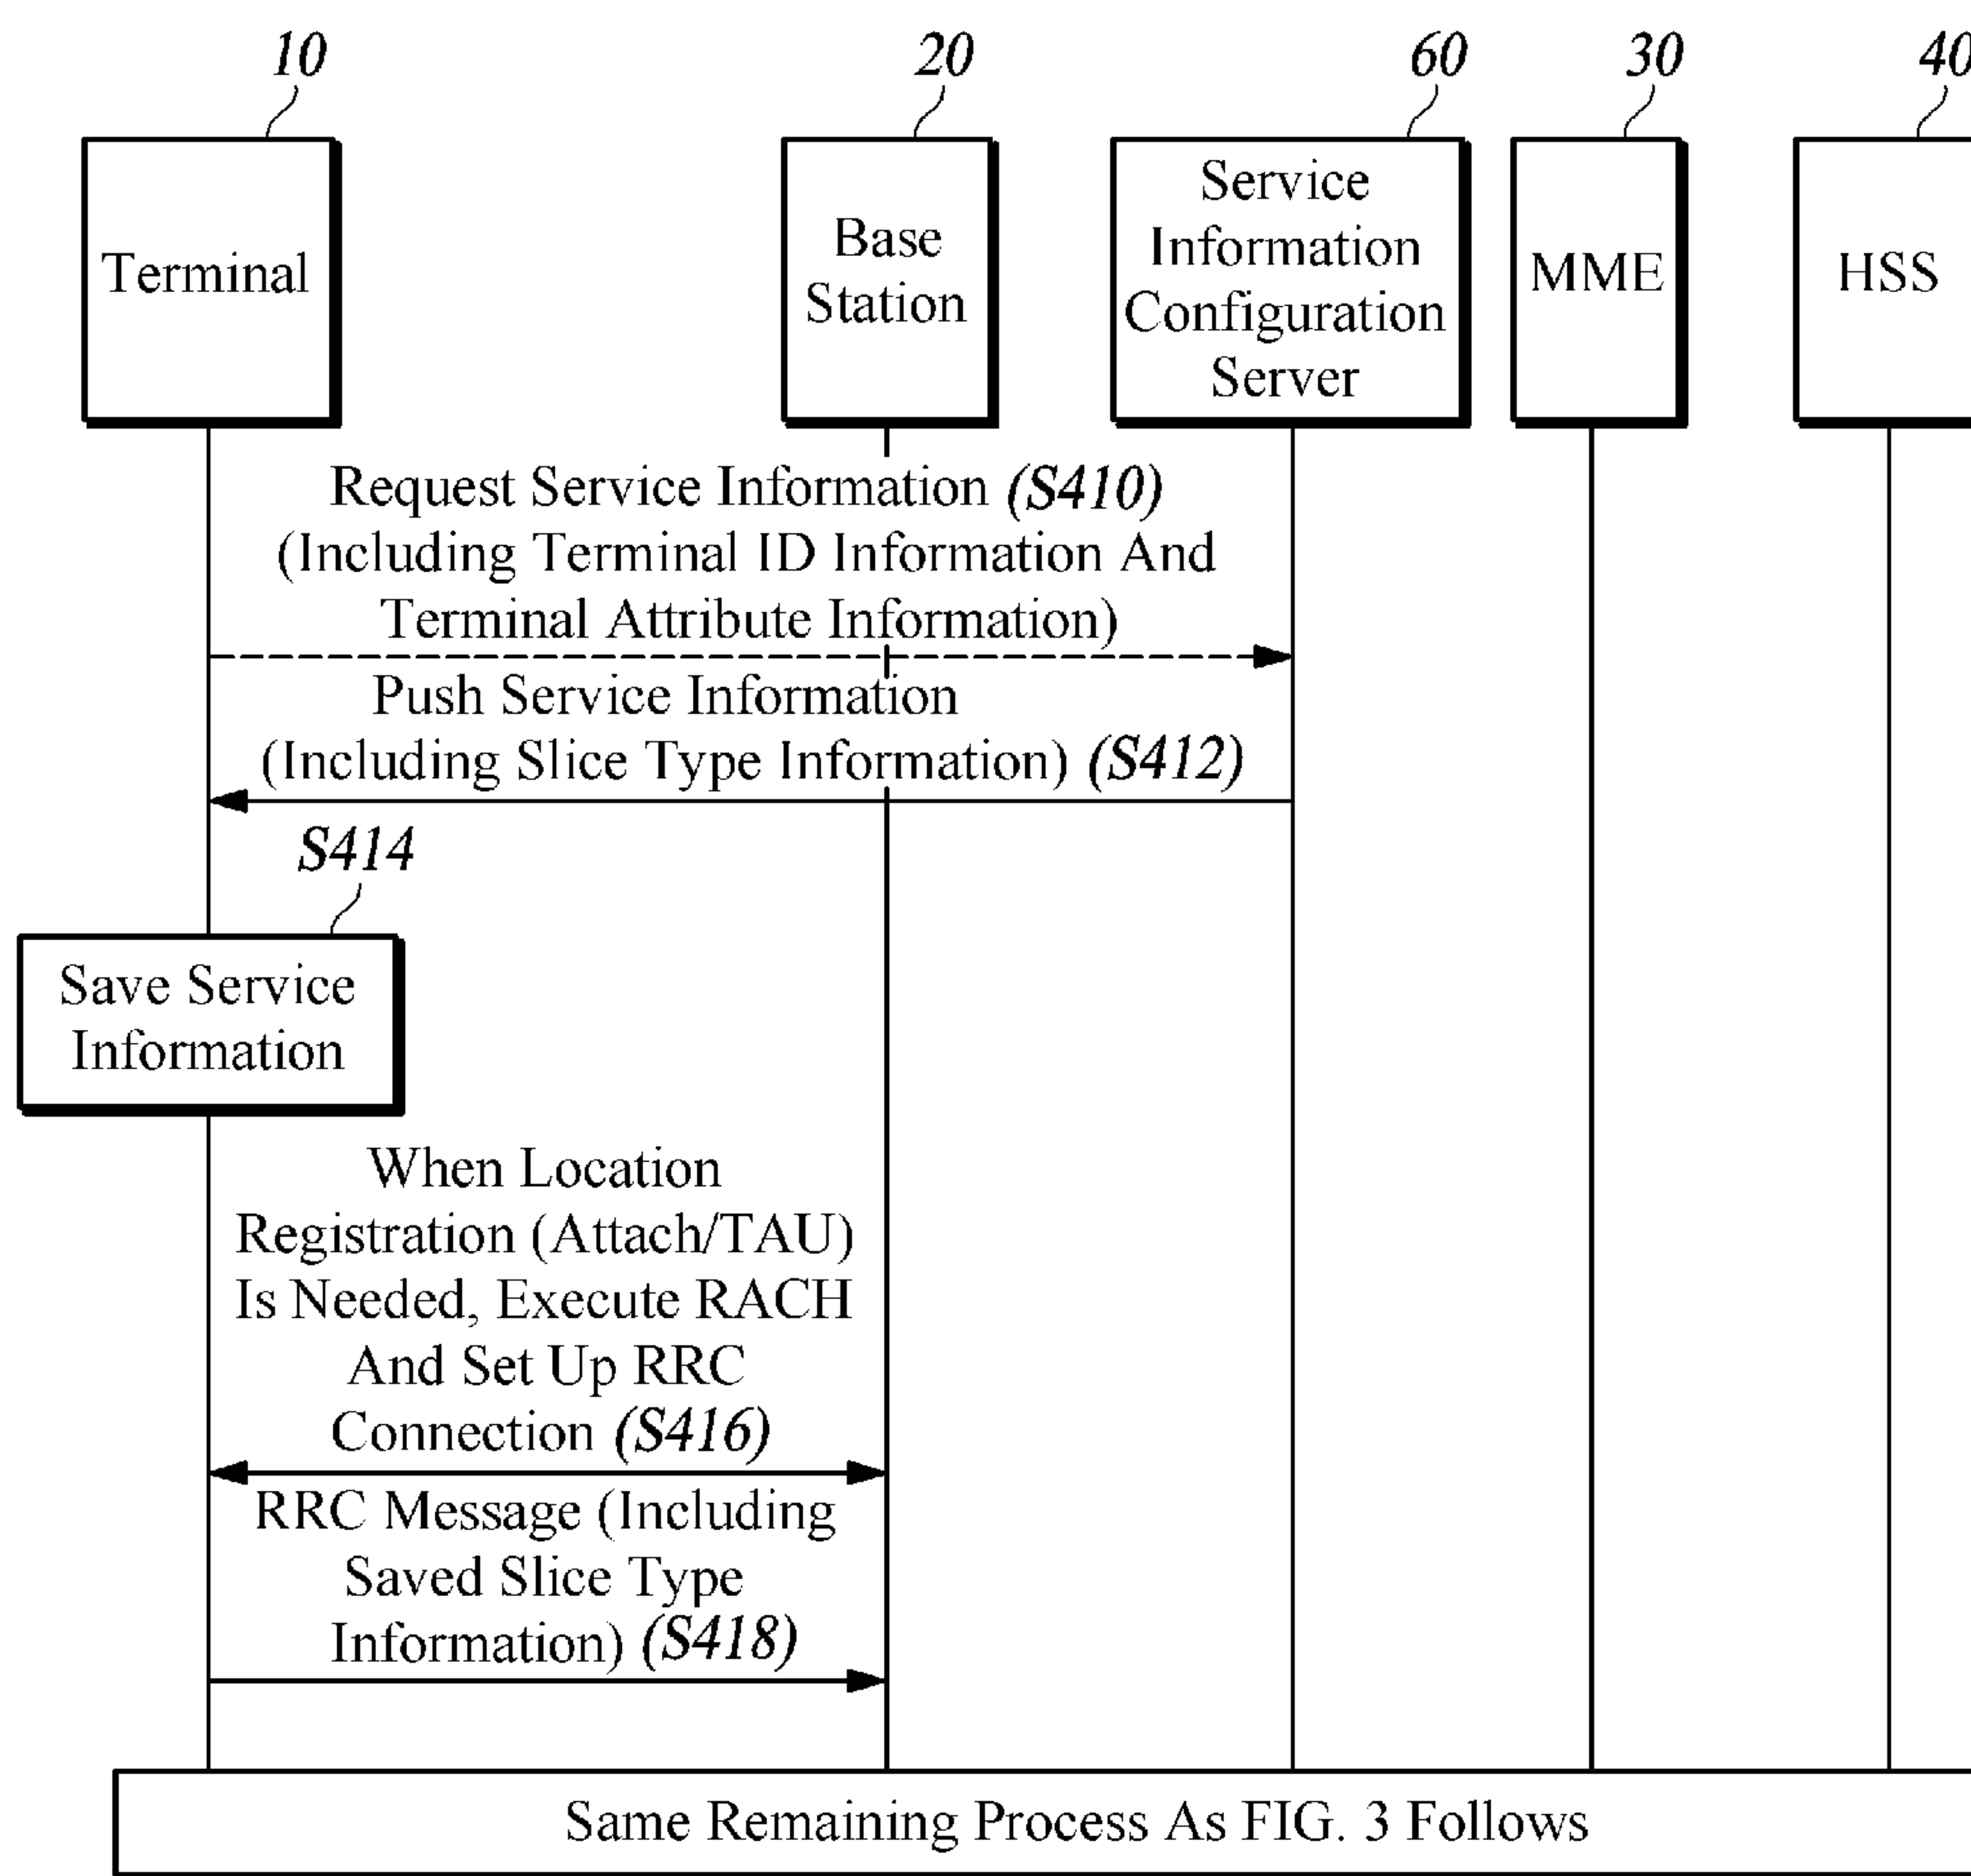 10
20
60
30
40
Terminal
Base
Station
Service
Information
Configuration
Server
MME
HSS
Request Service Information (S410)
(Including Terminal ID Information And
Terminal Attribute Information)
Push Service Information
(Including Slice Type Information) (S412)
S414
Save Service
Information
When Location
Registration (Attach/TAU)
Is Needed, Execute RACH
And Set Up RRC
Connection (S416)
RRC Message (Including
Saved Slice Type
Information) (S418)
Same Remaining Process As FIG. 3 Follows